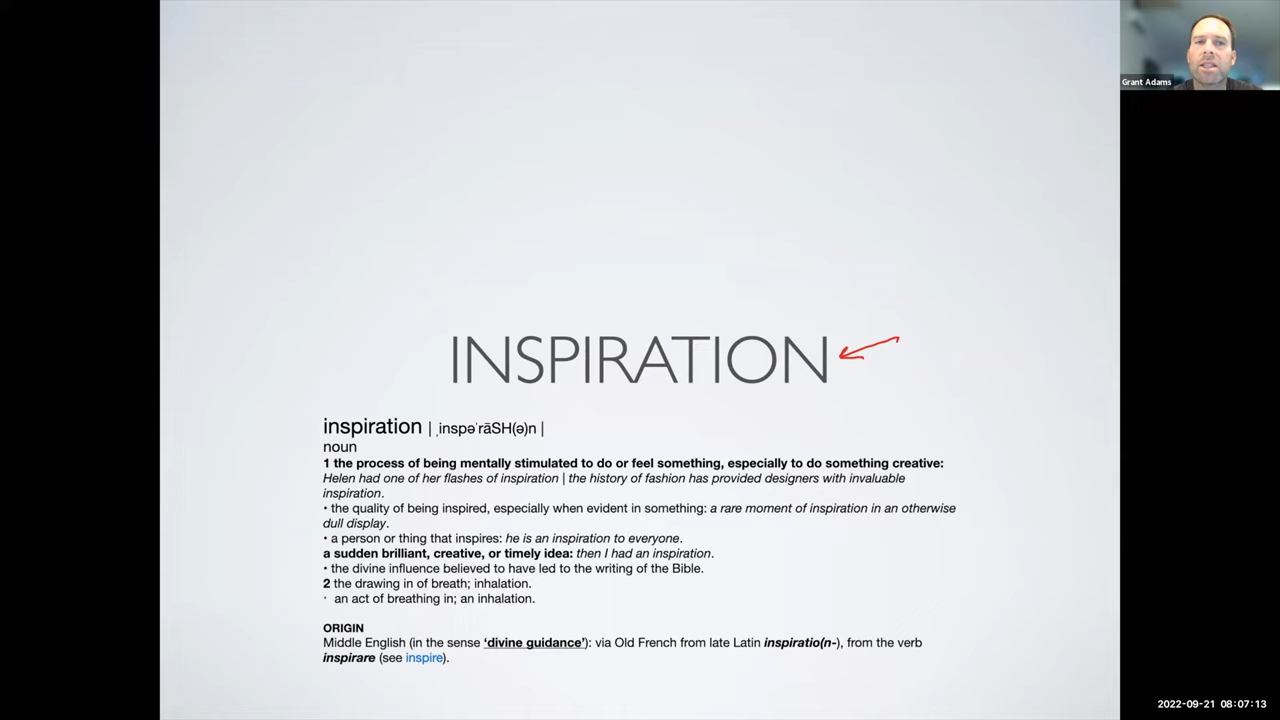 Grant Adams
INSPIRATION
inspiration | ˌinspəˈrāSH(ə)n |
noun
1 the process of being mentally stimulated to do or feel something, especially to do something creative:
Helen had one of her flashes of inspiration | the history of fashion has provided designers with invaluable
inspiration.
• the quality of being inspired, especially when evident in something: a rare moment of inspiration in an otherwise
dull display.
• a person or thing that inspires: he is an inspiration to everyone.
a sudden brilliant, creative, or timely idea: then I had an inspiration.
• the divine influence believed to have led to the writing of the Bible.
2 the drawing in of breath; inhalation.
• an act of breathing in; an inhalation.
ORIGIN
Middle English (in the sense ‘divine guidance’): via Old French from late Latin inspiratio(n-), from the verb
inspirare (see inspire).
2022-09-21 08:07:13